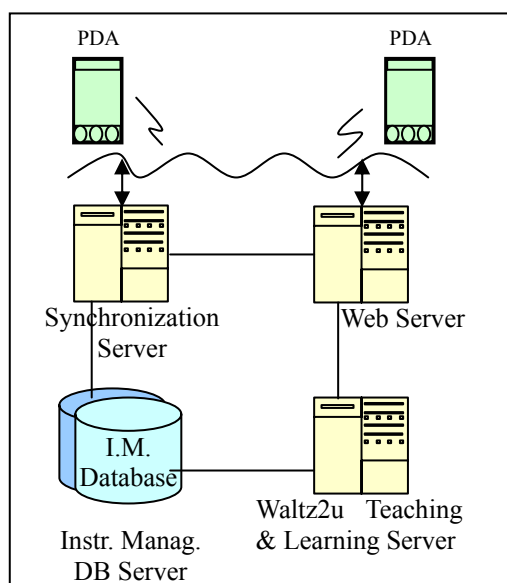 PDA
PDA
Synchronization
Server
Web Server
I.M.
Database
Waltz2u Teaching
& Learning Server
Instr. Manag.
DB Server